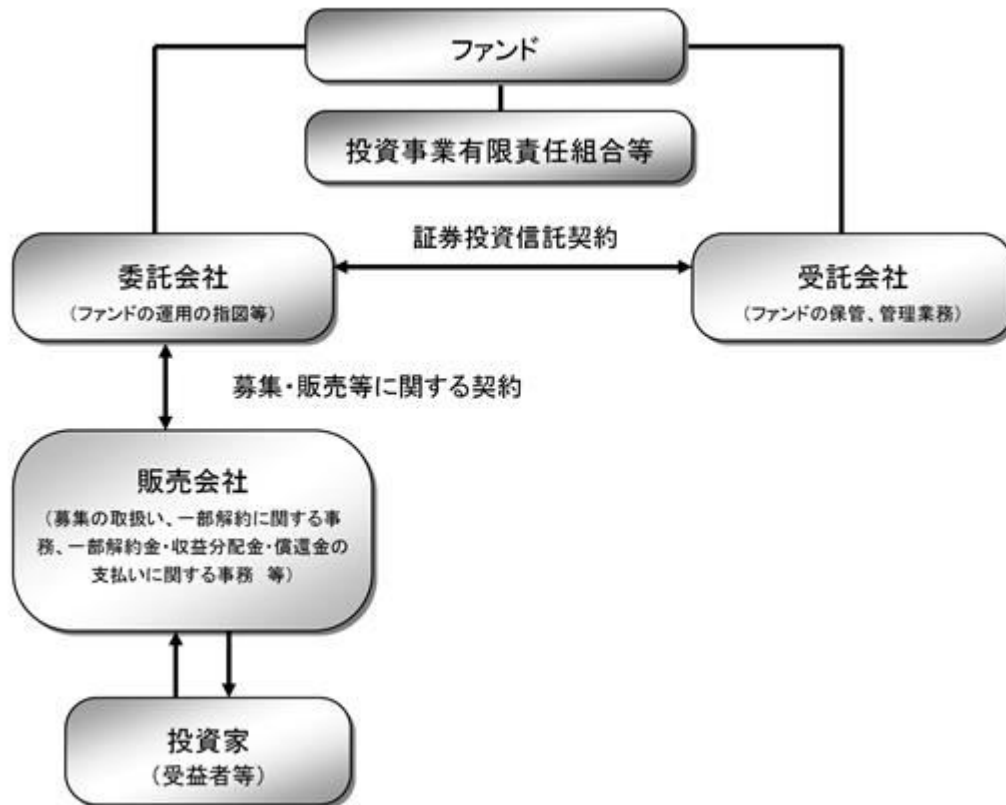 ファンド
投資事業有限責任組合等
証券投資信託契約
委託会社
(ファンドの運用の指図等)
受託会社
(ファンドの保管、管理業務)
募集・販売等に関する契約
販売会社
(募集の取扱い、一部解約に関する事
務、一部解約金・収益分配金・償還金の
支払いに関する事務 等)
投資家
(受益者等)